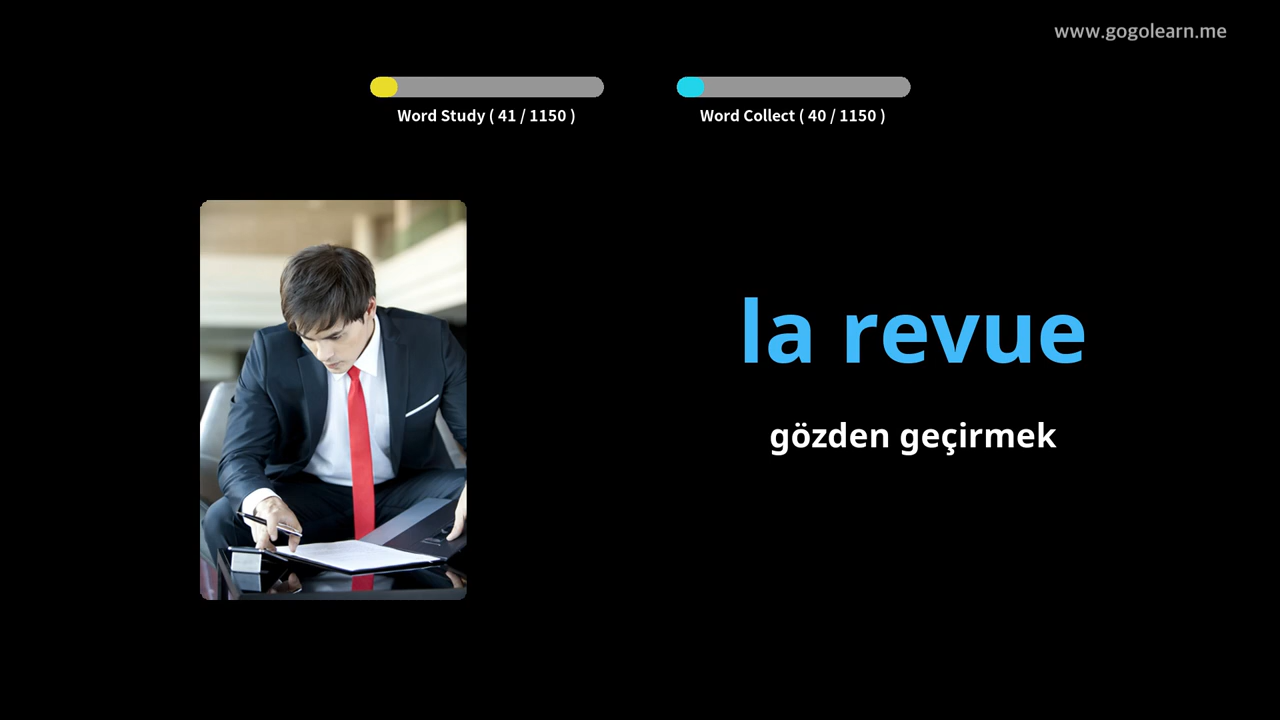 www.gogolearn.me
Word Study ( 41 / 1150 )
Word Collect ( 40 / 1150 )
la revue
gözden geçirmek